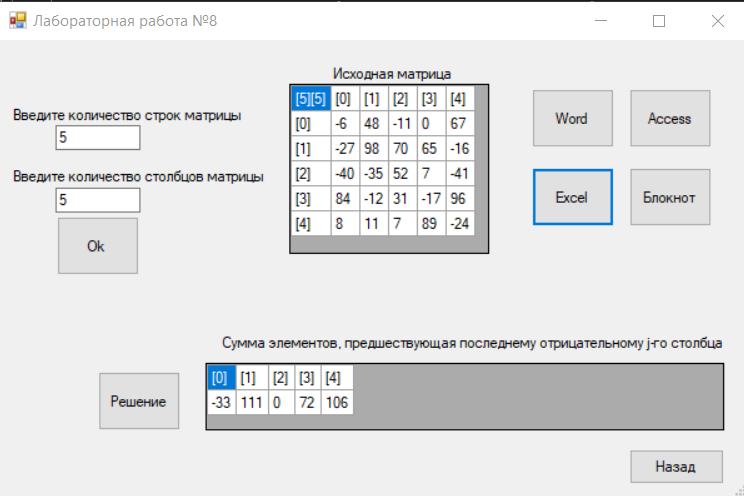 Лабораторная работа №8
Исходная матрица
Введите количество строк матрицы
5
Введите количество столбцов матрицы
5
Ok
[5][5] [0] [1] [2] [3] [4]
[0] -6 48 -11 0 67
[1] -27 98 70 65 -16
[2] -40 -35 52 7 -41
[3] 84 -12 31 -17 96
[4] 8 11 7 89 -24
Word Access
Excel Блокнот
Сумма элементов, предшествующая последнему отрицательному j-го столбца
Решение
[0] [1] [2] [3] [4]
-33 111 0 72 106
Назад